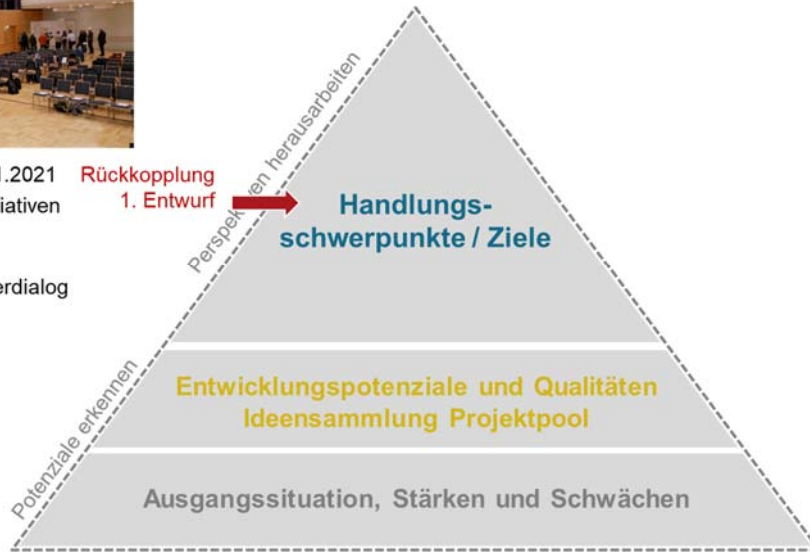 .2021
Rückkopplung
1. Entwurf
Perspektiven herausarbeiten
Handlungs-
schwerpunkte / Ziele
Potenziale erkennen
Entwicklungspotenziale und Qualitäten
Ideensammlung Projektpool
Ausgangssituation, Stärken und Schwächen